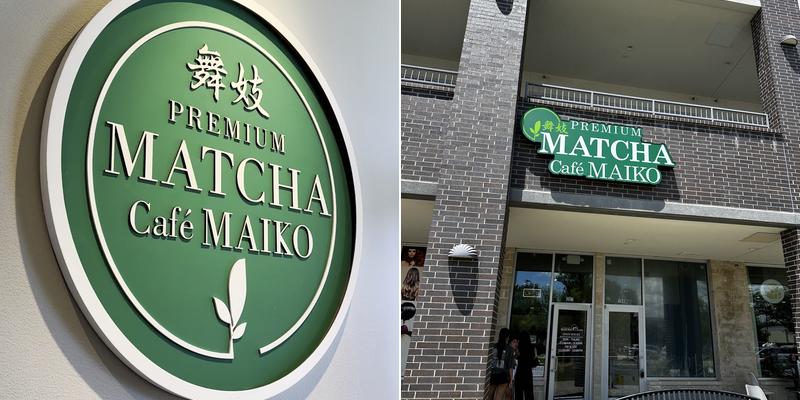 舞妓
PREMIUM
MATCHA
Café MAIKO
舞妓 PREMIUM
MATCHA
Café MAIKO